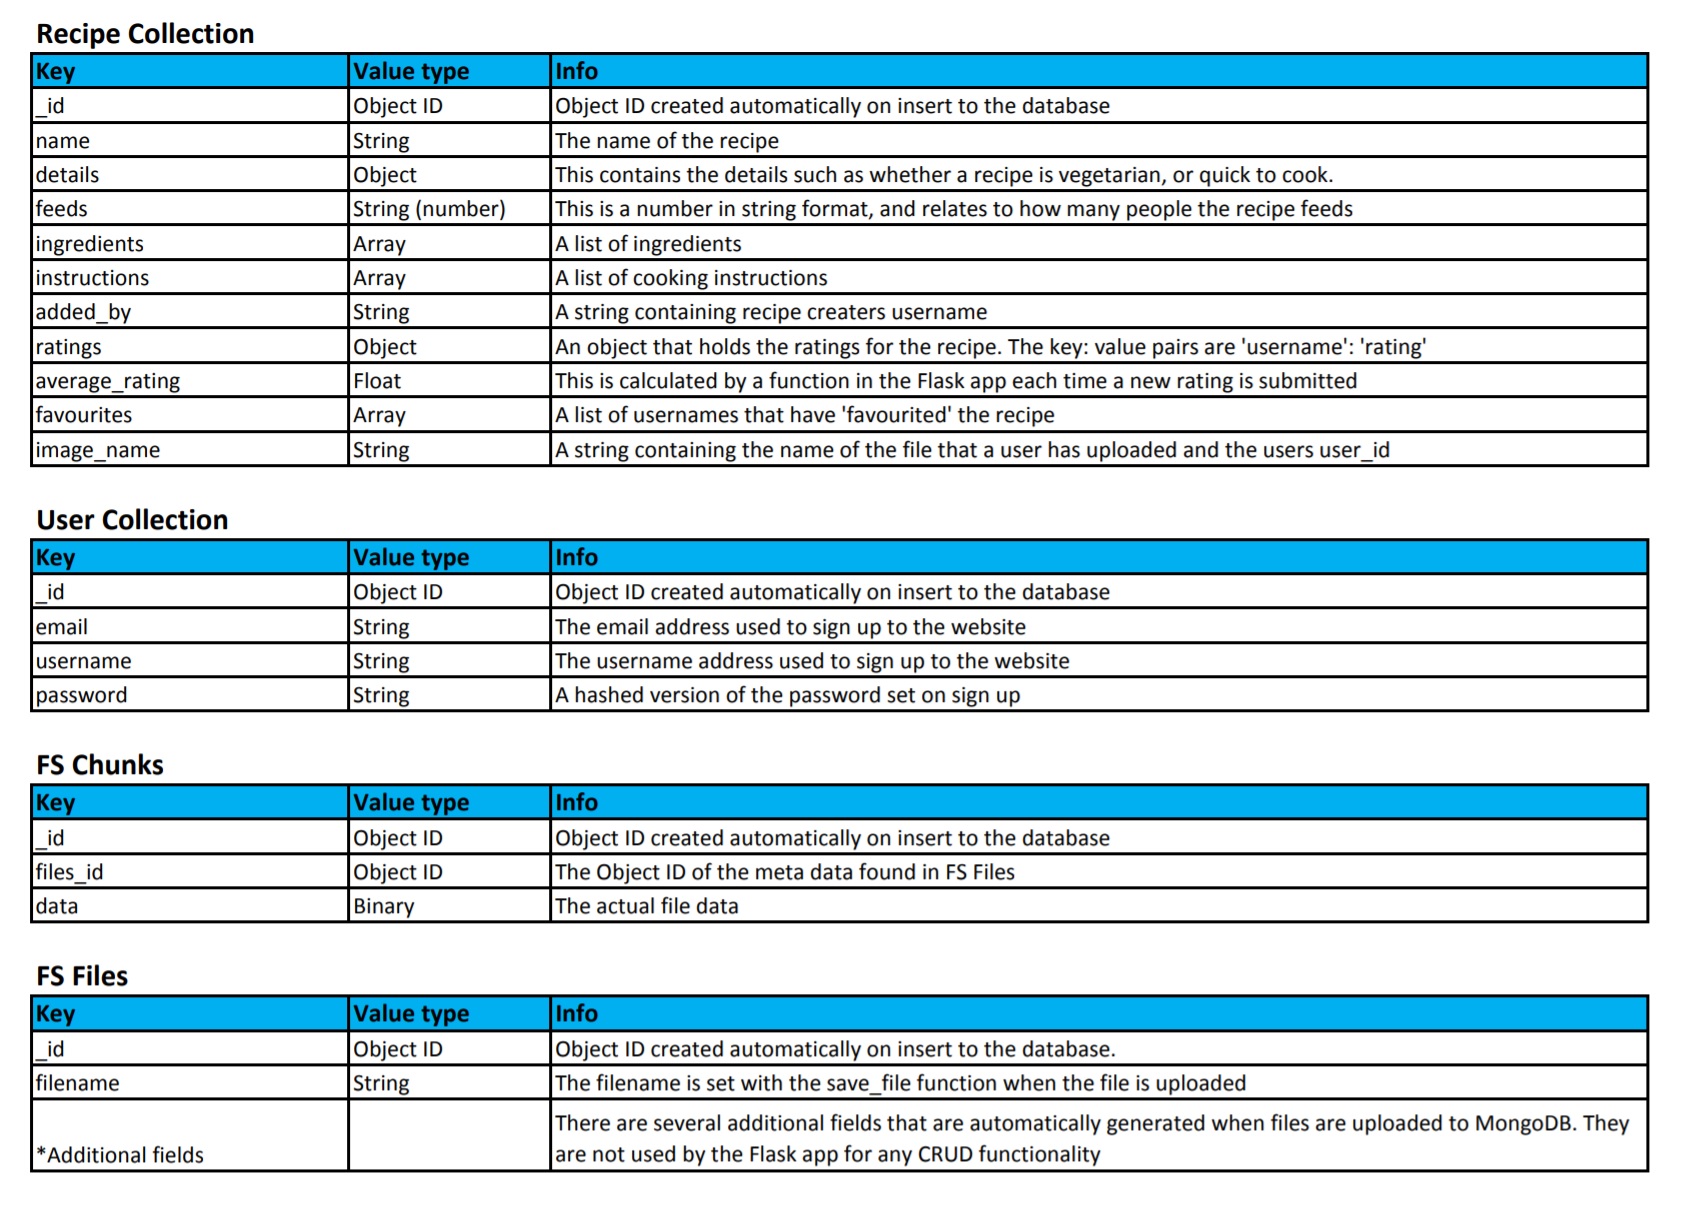 Recipe Collection
Key Value type Info
_id Object ID Object ID created automatically on insert to the database
name String The name of the recipe
details Object This contains the details such as whether a recipe is vegetarian, or quick to cook.
feeds String (number) This is a number in string format, and relates to how many people the recipe feeds
ingredients Array A list of ingredients
instructions Array A list of cooking instructions
added_by String A string containing recipe creaters username
ratings Object An object that holds the ratings for the recipe. The key: value pairs are 'username': 'rating'
average_rating Float This is calculated by a function in the Flask app each time a new rating is submitted
favourites Array A list of usernames that have 'favourited' the recipe
image_name String A string containing the name of the file that a user has uploaded and the users user_id
User Collection
Key Value type Info
_id Object ID Object ID created automatically on insert to the database
email String The email address used to sign up to the website
username String The username address used to sign up to the website
password String A hashed version of the password set on sign up
FS Chunks
Key Value type Info
_id Object ID Object ID created automatically on insert to the database
files_id Object ID The Object ID of the meta data found in FS Files
data Binary The actual file data
FS Files
Key Value type Info
_id Object ID Object ID created automatically on insert to the database.
filename String The filename is set with the save_file function when the file is uploaded
There are several additional fields that are automatically generated when files are uploaded to MongoDB. They
*Additional fields are not used by the Flask app for any CRUD functionality